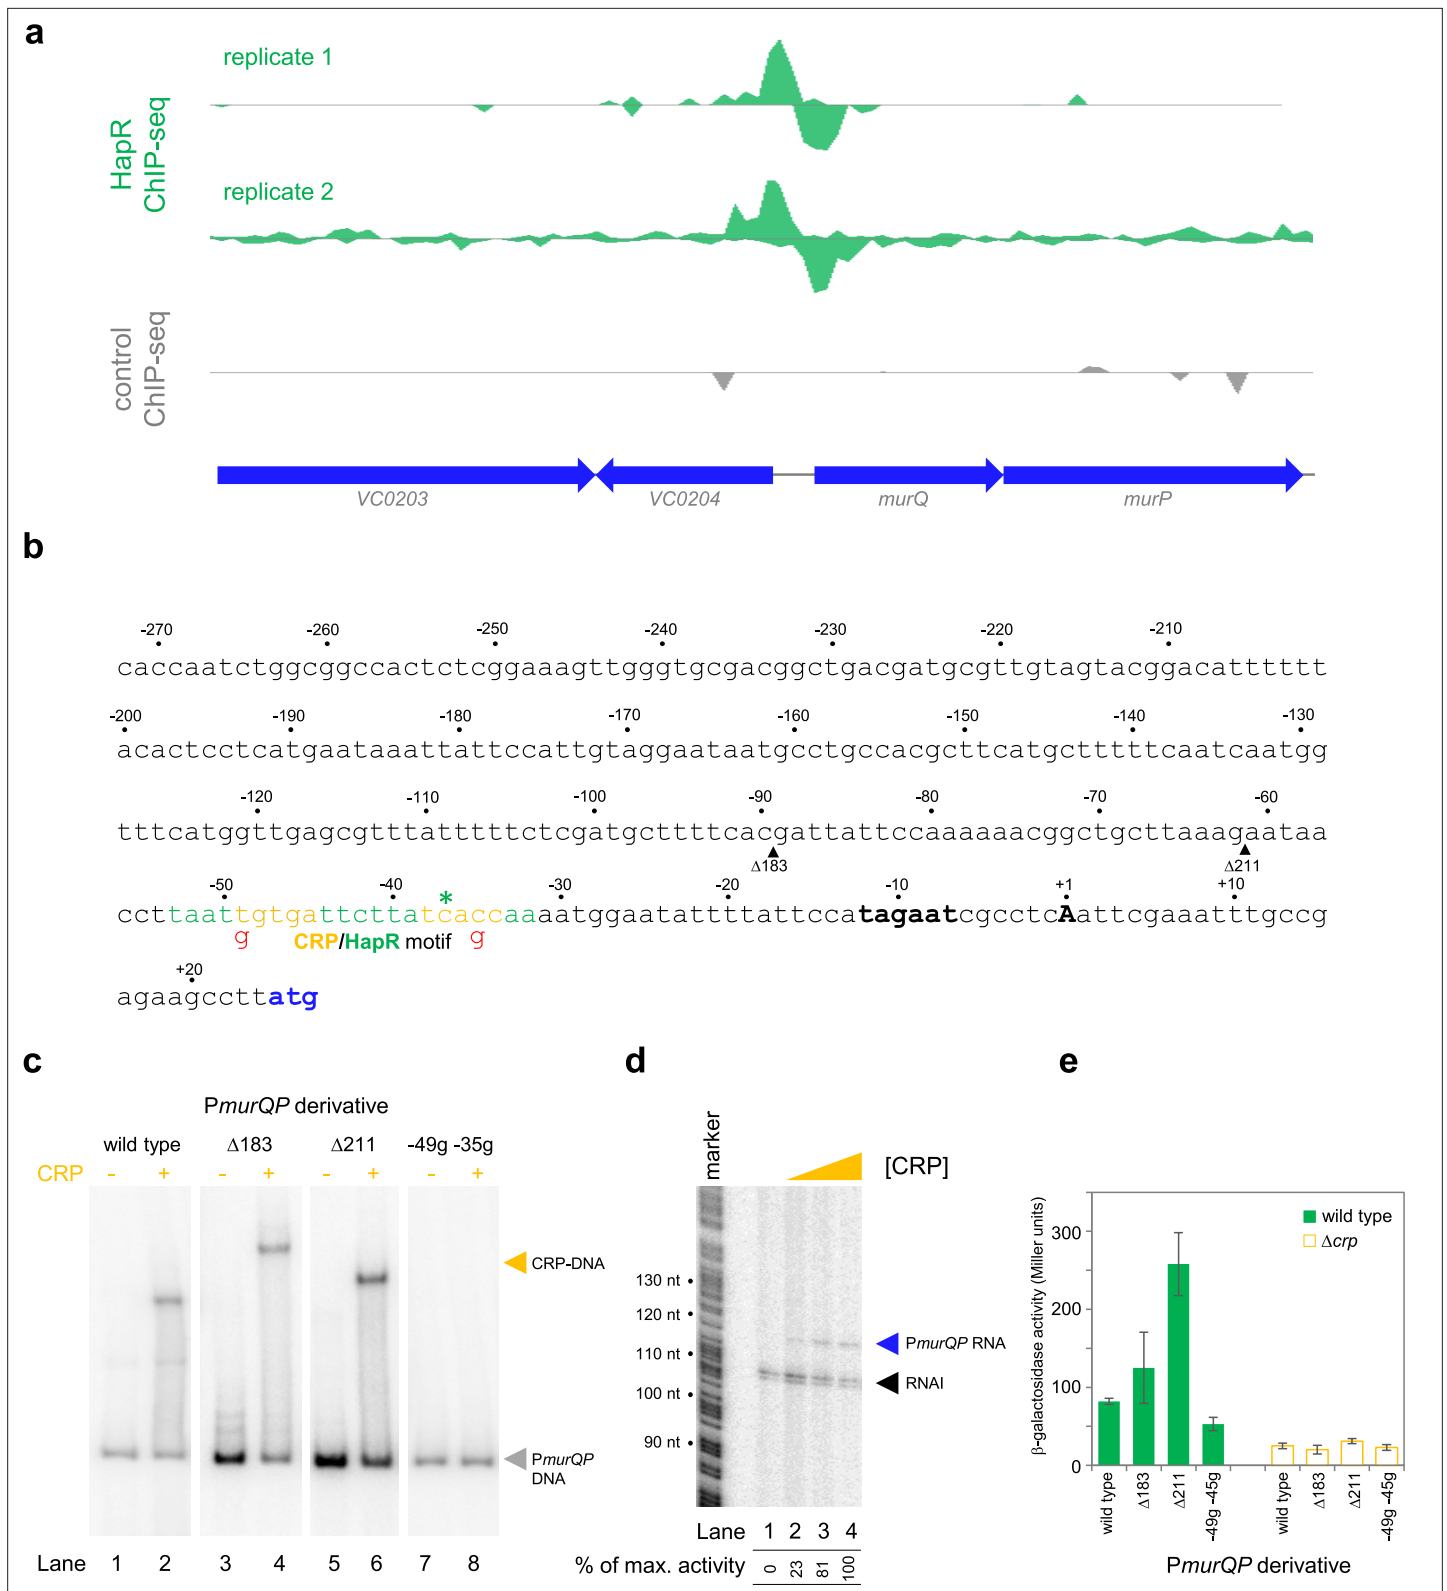 a
replicate 1
HapR
ChIP-seq
replicate 2
control
ChIP-seq
VC0203 VC0204 murQ murP
b
-270 -260 -250 -240 -230 -220 -210
caccaatctggcggccactctcggaaagttgggtgcgacggctgacgatgcgttgtagtacggacatttttt
-200 -190 -180 -170 -160 -150 -140 -130
acactcctcatgaataaattattccattgtaggaataatgcctgccacgcttcatgctttttcaatcaatgg
-120 -110 -100 -90 -80 -70 -60
tttcatggttgagcgtttatttttctcgatgcttttcacgattattccaaaaaacggctgcttaaagaataa
▲ ▲
Δ183 Δ211
-50 -40 * -30 -20 -10 +1 +10
ccttaattgtgattcttatcaccaaaatggaatattttattccatagaatcgcctcAattcgaaatttgccg
g CRP/HapR motif g
+20
agaagccttatg
c
PmurQP derivative
wild type Δ183 Δ211 -49g -35g
CRP - + - + - + - +
CRP-DNA
PmurQP
DNA
Lane 1 2 3 4 5 6 7 8
d
marker
[CRP]
130 nt
120 nt
110 nt
100 nt
90 nt
PmurQP RNA
RNAI
Lane 1 2 3 4
% of max. activity 0 23 81 100
e
β-galactosidase activity (Miller units)
300
200
100
0
wild type
Δcrp
wild type Δ183 Δ211 -49g -45g wild type Δ183 Δ211 -49g -45g
PmurQP derivative